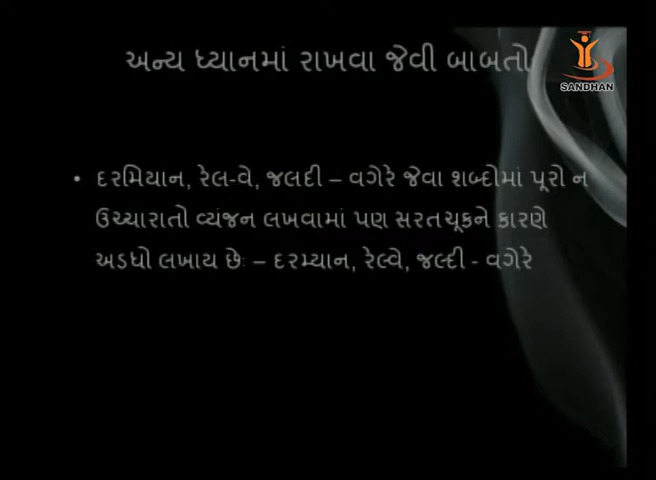 અન્ય ધ્યાનમાં રાખવા જેવી બાબતો
SANDHAN
• દરમિયાન, રેલ-વે, જલદી – વગેરે જેવા શબ્દોમાં પૂરો ન
ઉચ્ચારાતો વ્યંજન લખવામાં પણ સરતચૂકને કારણે
અડધો લખાય છેઃ – દરમ્યાન, રેલ્વે, જલ્દી - વગેરે